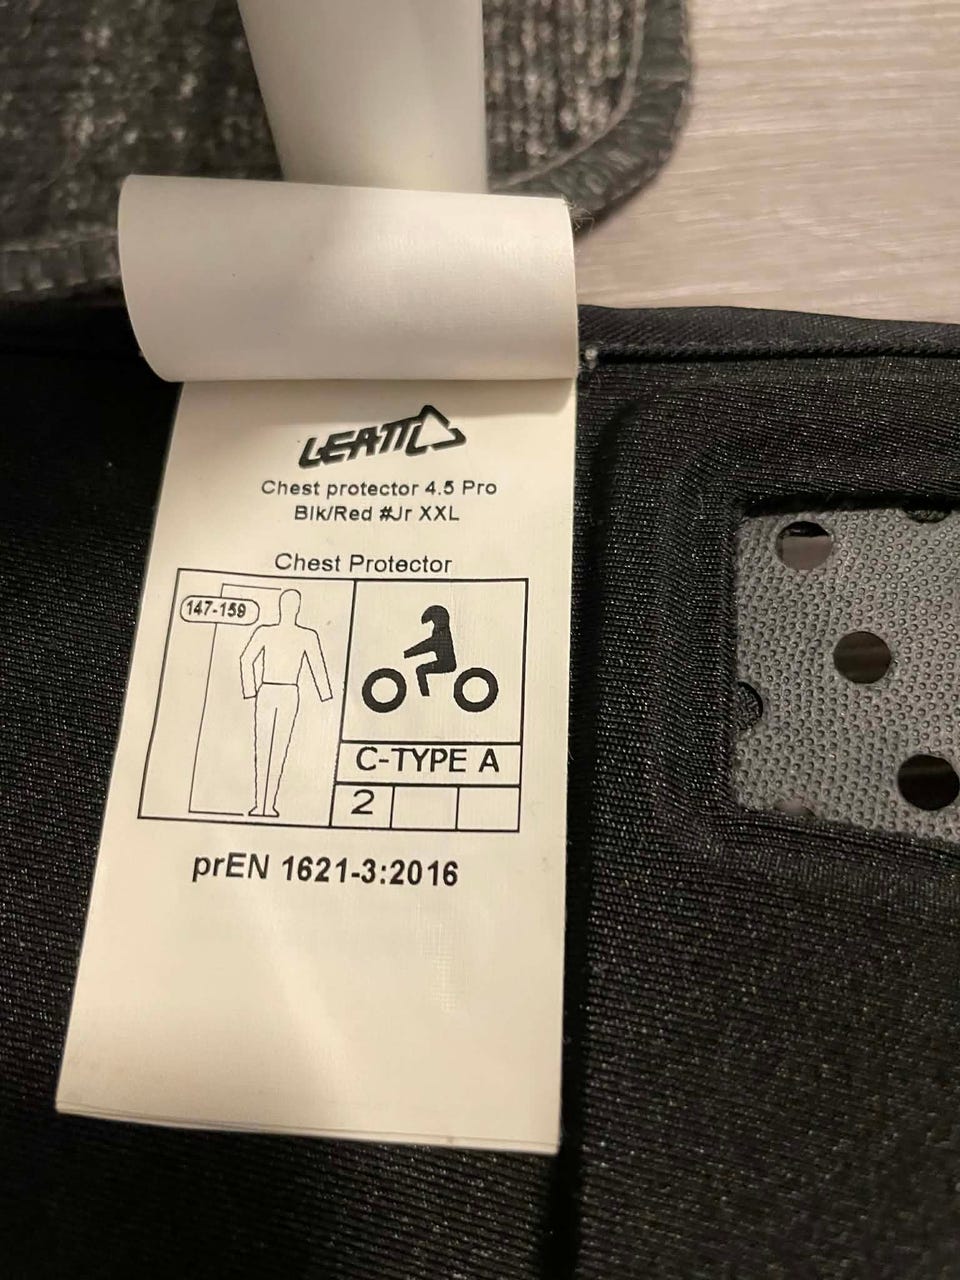 LEATT
Chest protector 4.5 Pro
Blk/Red #Jr XXL
Chest Protector
147-159
C-TYPE A
2
prEN 1621-3:2016